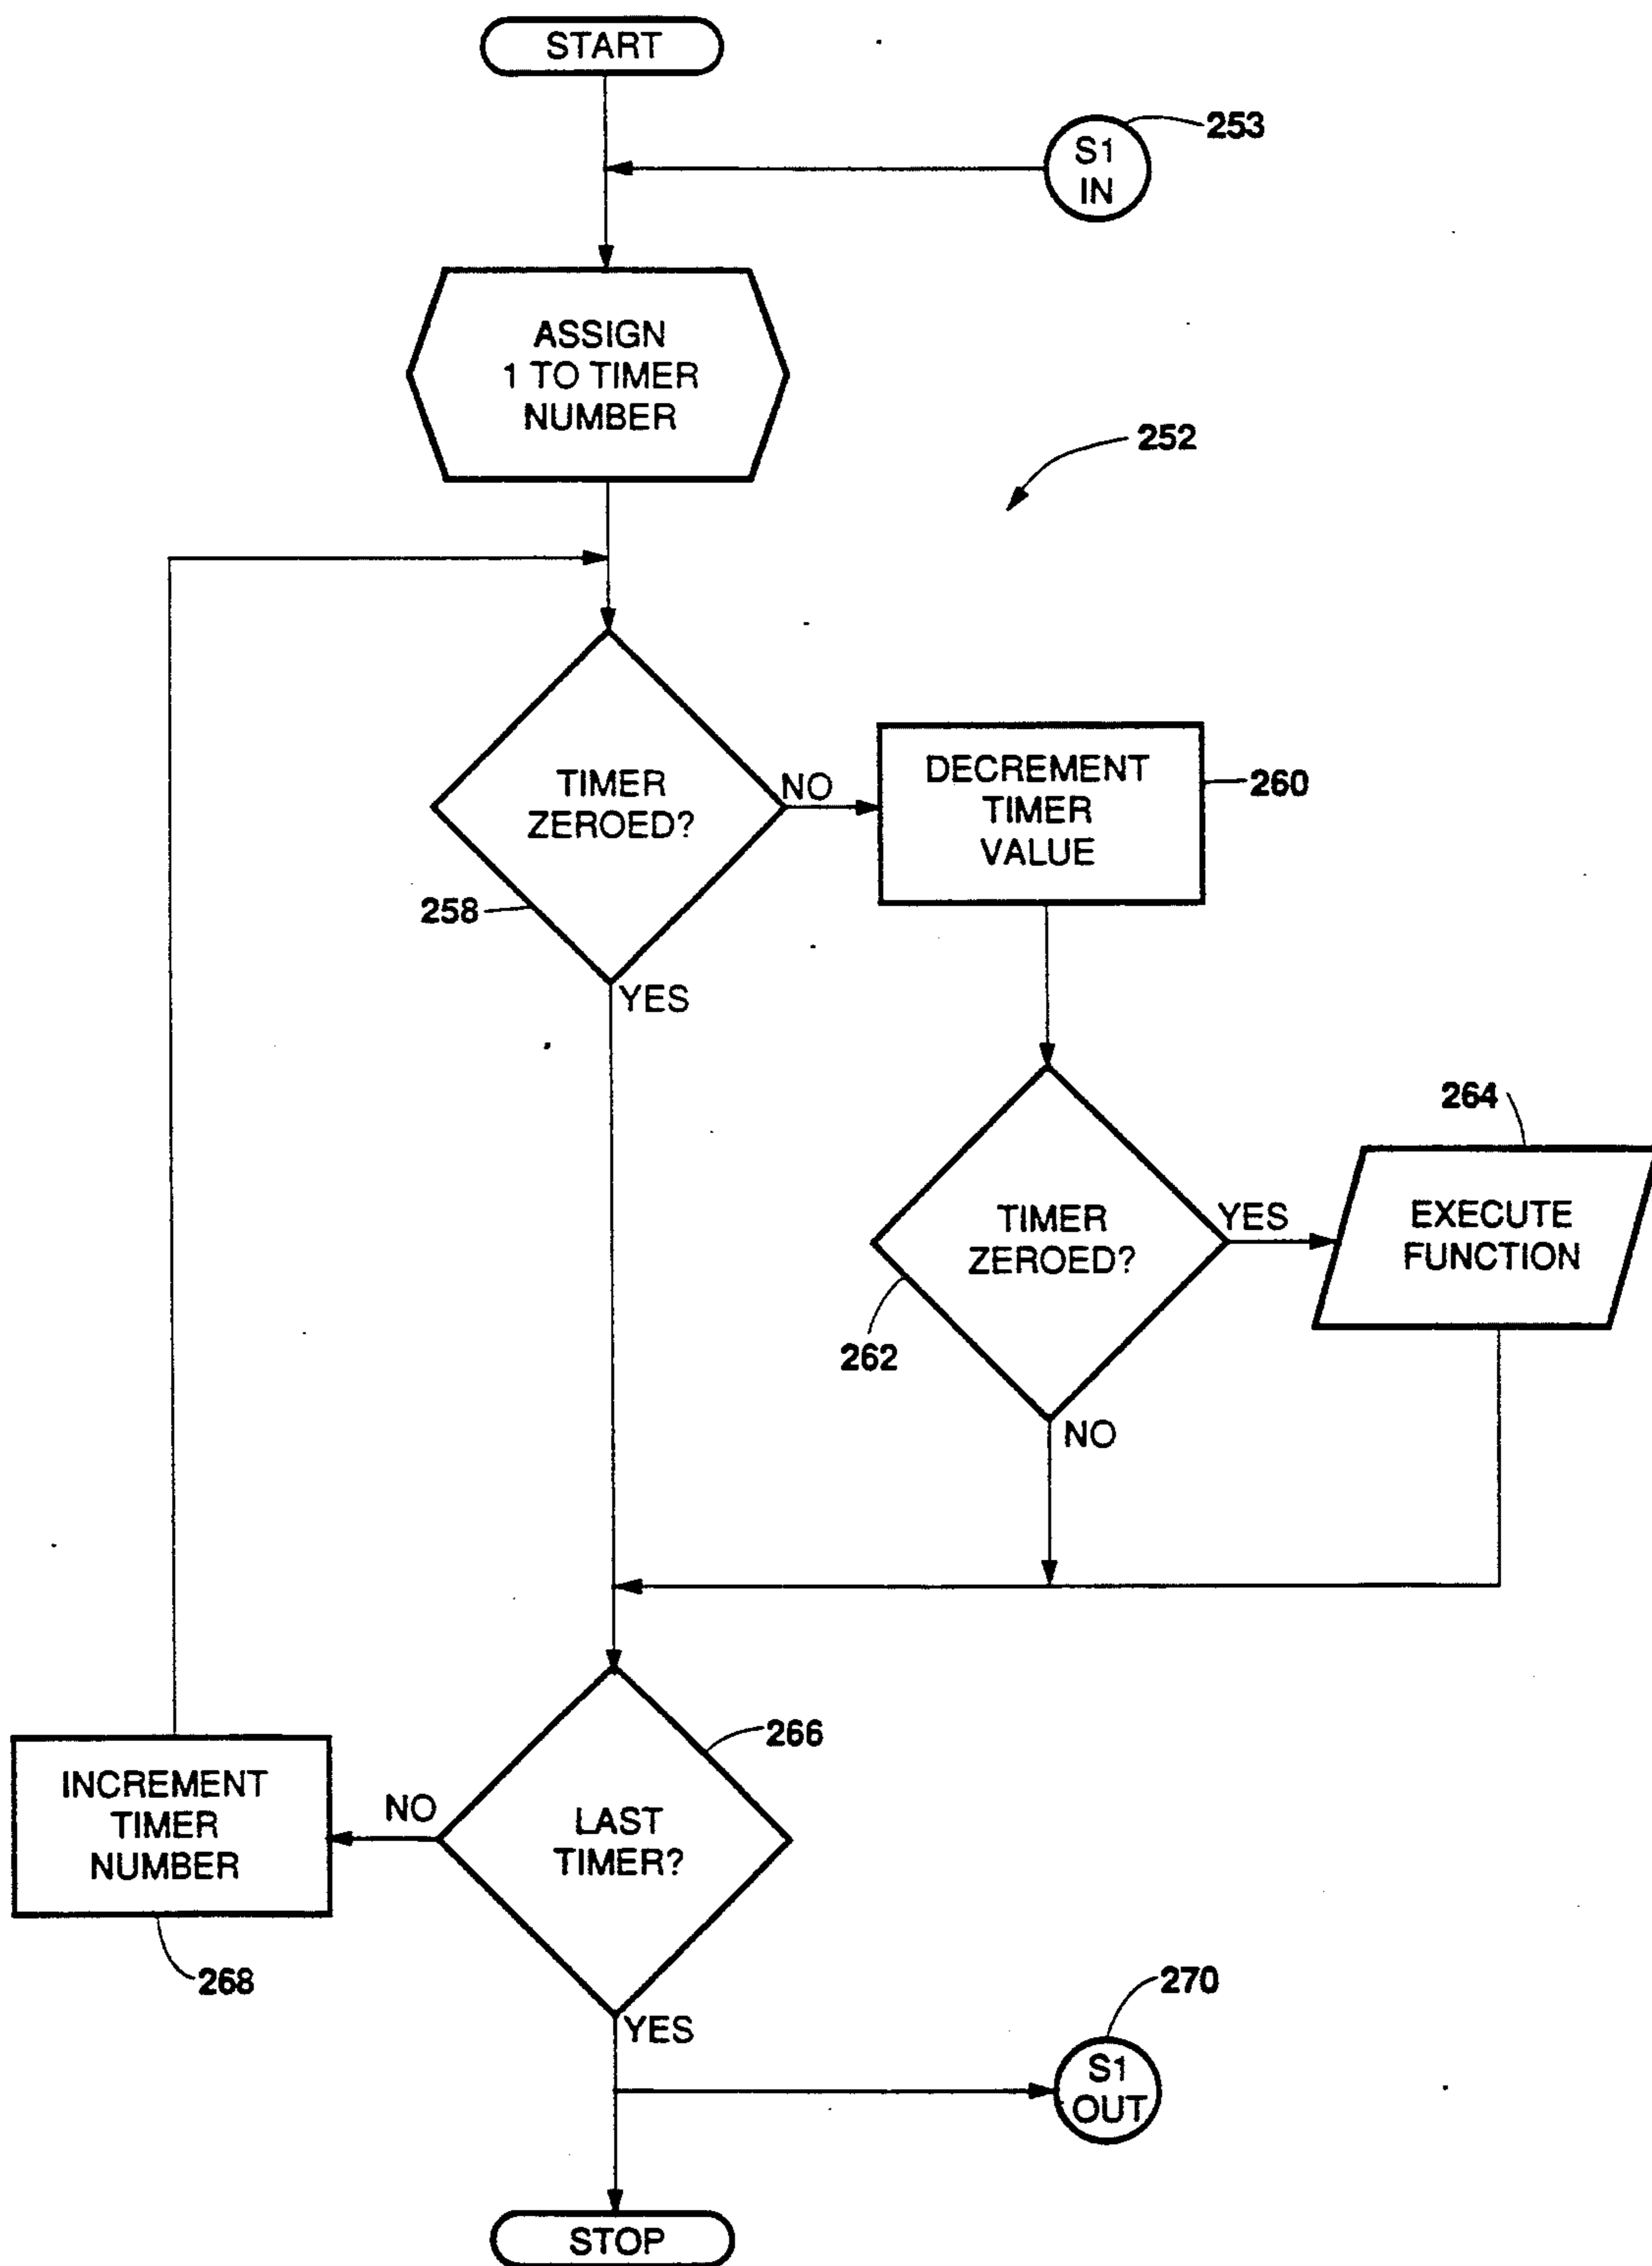 START
253
S1
IN
ASSIGN
1 TO TIMER
NUMBER
252
TIMER
ZEROED?
NO
258
YES
DECREMENT
TIMER
VALUE
260
TIMER
ZEROED?
262
YES
NO
264
EXECUTE
FUNCTION
LAST
TIMER?
266
NO
YES
INCREMENT
TIMER
NUMBER
268
270
S1
OUT
STOP